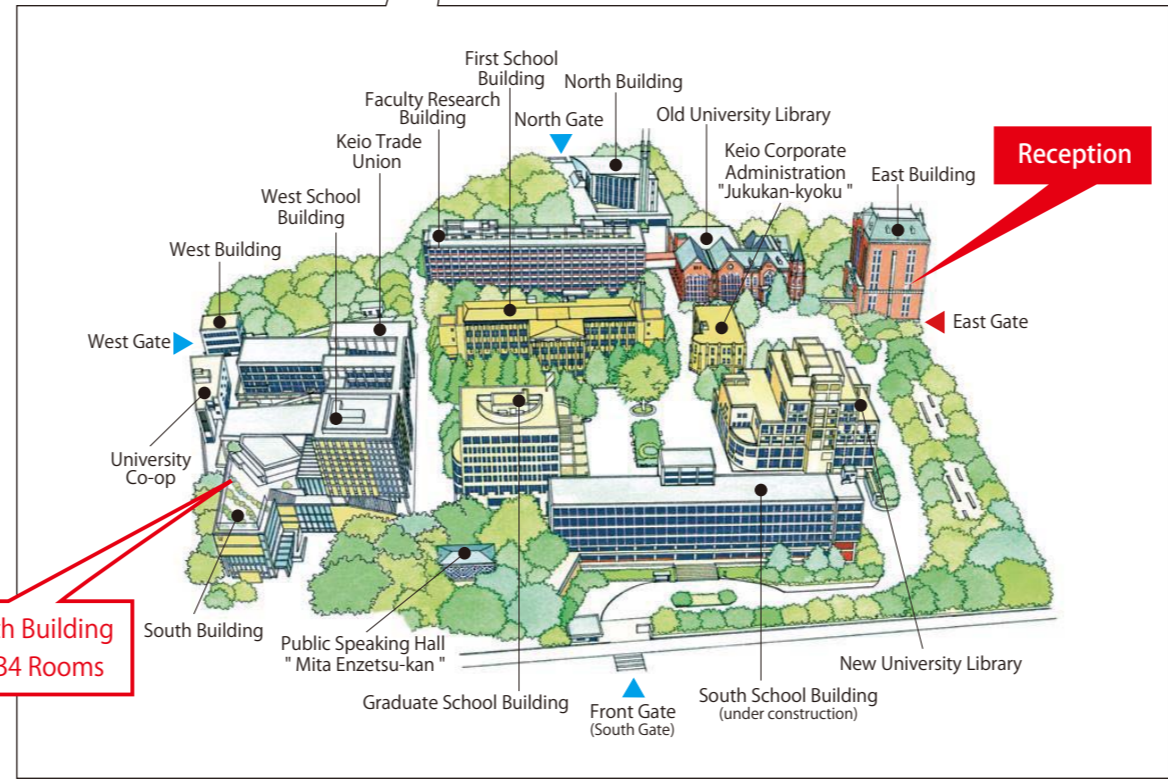 First School
Building
North Building
Faculty Research
Building
North Gate
Old University Library
Keio Trade
Union
Keio Corporate
Administration
"Jukukan-kyoku "
Reception
East Building
West School
Building
West Building
West Gate
East Gate
University
Co-op
h Building
34 Rooms
South Building
Public Speaking Hall
" Mita Enzetsu-kan "
Graduate School Building
Front Gate
(South Gate)
South School Building
(under construction)
New University Library